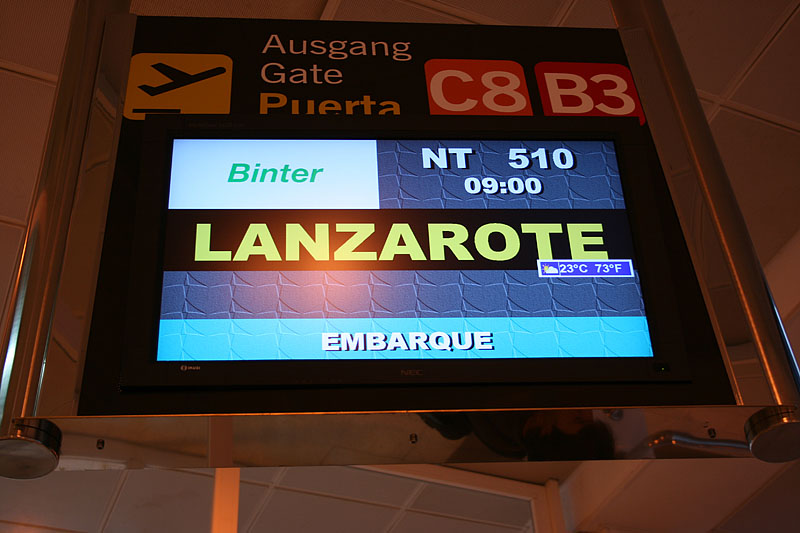 Ausgang
Gate
Puerta
C8 B3
Binter
NT 510
09:00
LANZAROTE
23°C 73°F
EMBARQUE
NEC